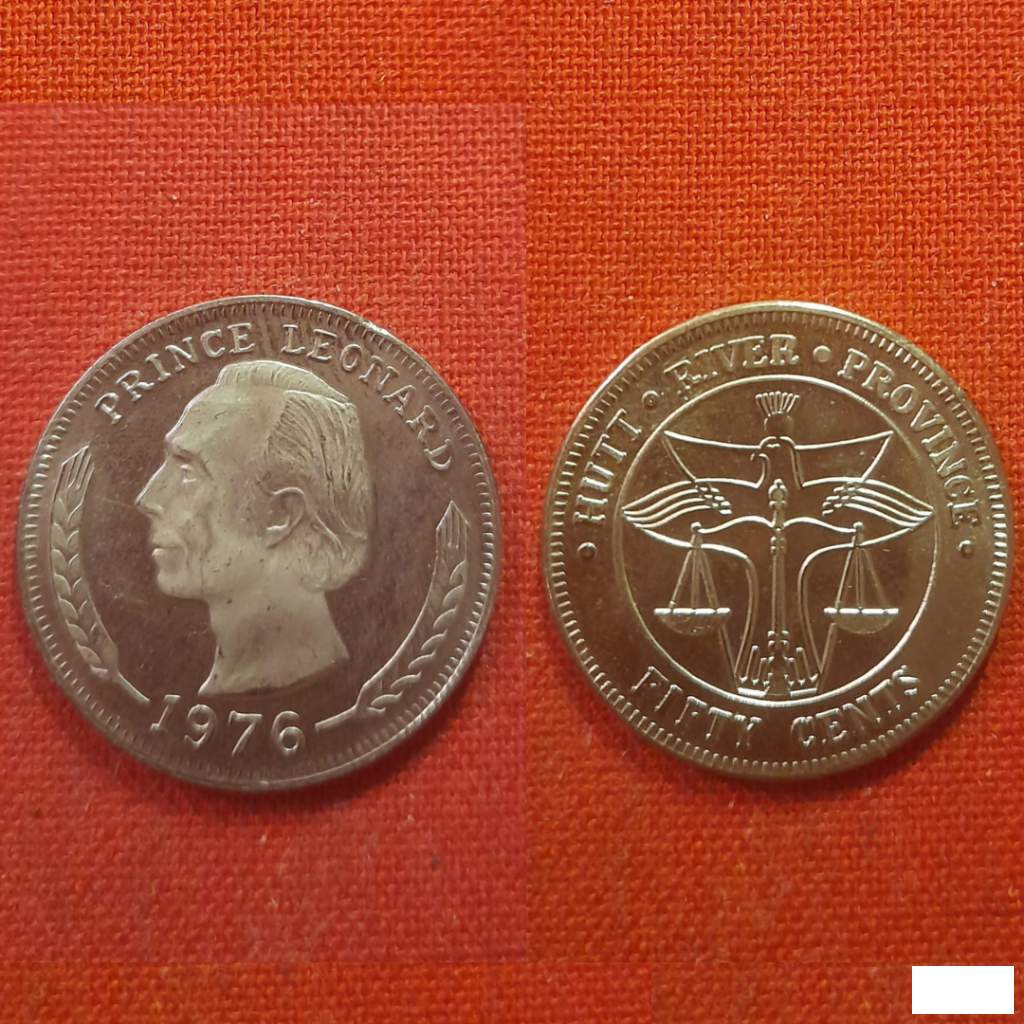 PRINCE LEONARD
1976
HUTT • RIVER • PROVINCE
FIFTY CENTS